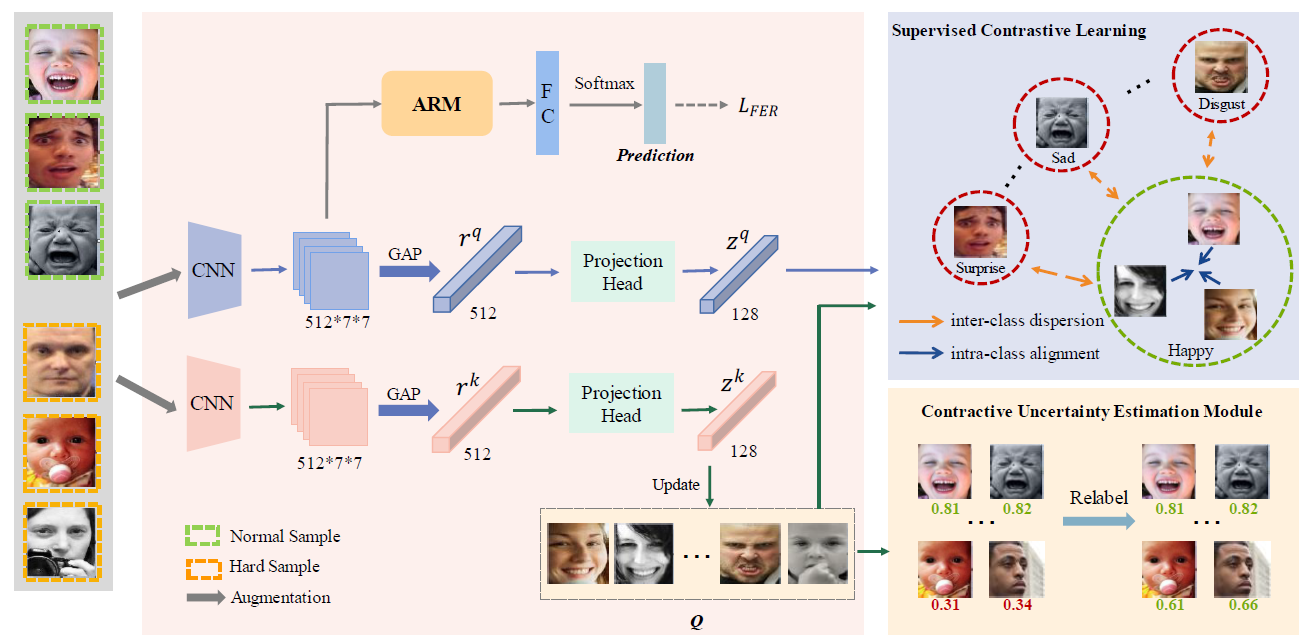 ARM
F
C
Softmax
L_FER
Prediction
CNN
512*7*7
GAP
r^q
512
Projection
Head
z^q
128
CNN
512*7*7
GAP
r^k
512
Projection
Head
z^k
128
Update
...
Q
Normal Sample
Hard Sample
Augmentation
Supervised Contrastive Learning
Disgust
Sad
Surprise
Happy
inter-class dispersion
intra-class alignment
Contractive Uncertainty Estimation Module
0.81 0.82
...
0.31 0.34
Relabel
0.81 0.82
...
0.61 0.66